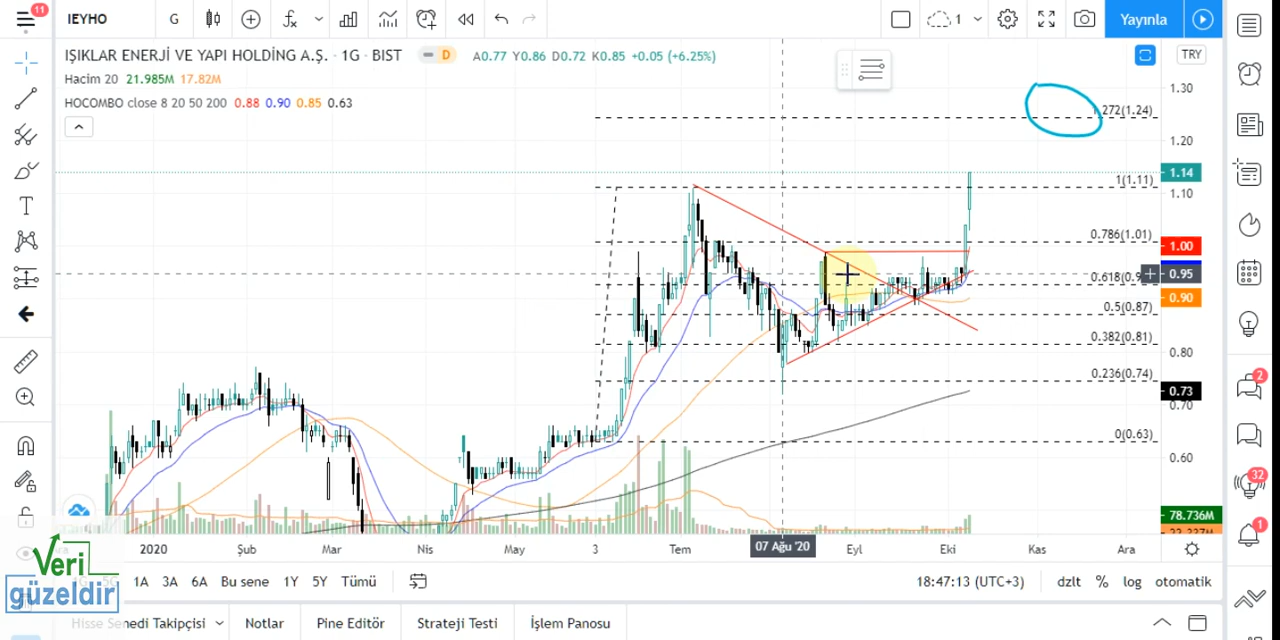 11
IEYHO
G
1
Yayınla
IŞIKLAR ENERJİ VE YAPI HOLDİNG A.Ş. · 1G · BIST
D
A0.77 Y0.86 D0.72 K0.85 +0.05 (+6.25%)
TRY
Hacim 20 21.985M 17.82M
HOCOMBO close 8 20 50 200 0.88 0.90 0.85 0.63
1.30
1.20
1.14
1.10
1.00
0.95
0.90
0.80
0.73
0.70
0.60
78.736M
272(1.24)
1(1.11)
0.786(1.01)
0.618(0.9
0.5(0.87)
0.382(0.81)
0.236(0.74)
0(0.63)
2
32
1
2020
Şub
Mar
Nis
May
3
Tem
07 Ağu '20
Eyl
Eki
Kas
Ara
Veri
güzeldir
1A 3A 6A Bu sene 1Y 5Y Tümü
18:47:13 (UTC+3)
dzlt % log otomatik
Hisse Senedi Takipçisi
Notlar
Pine Editör
Strateji Testi
İşlem Panosu